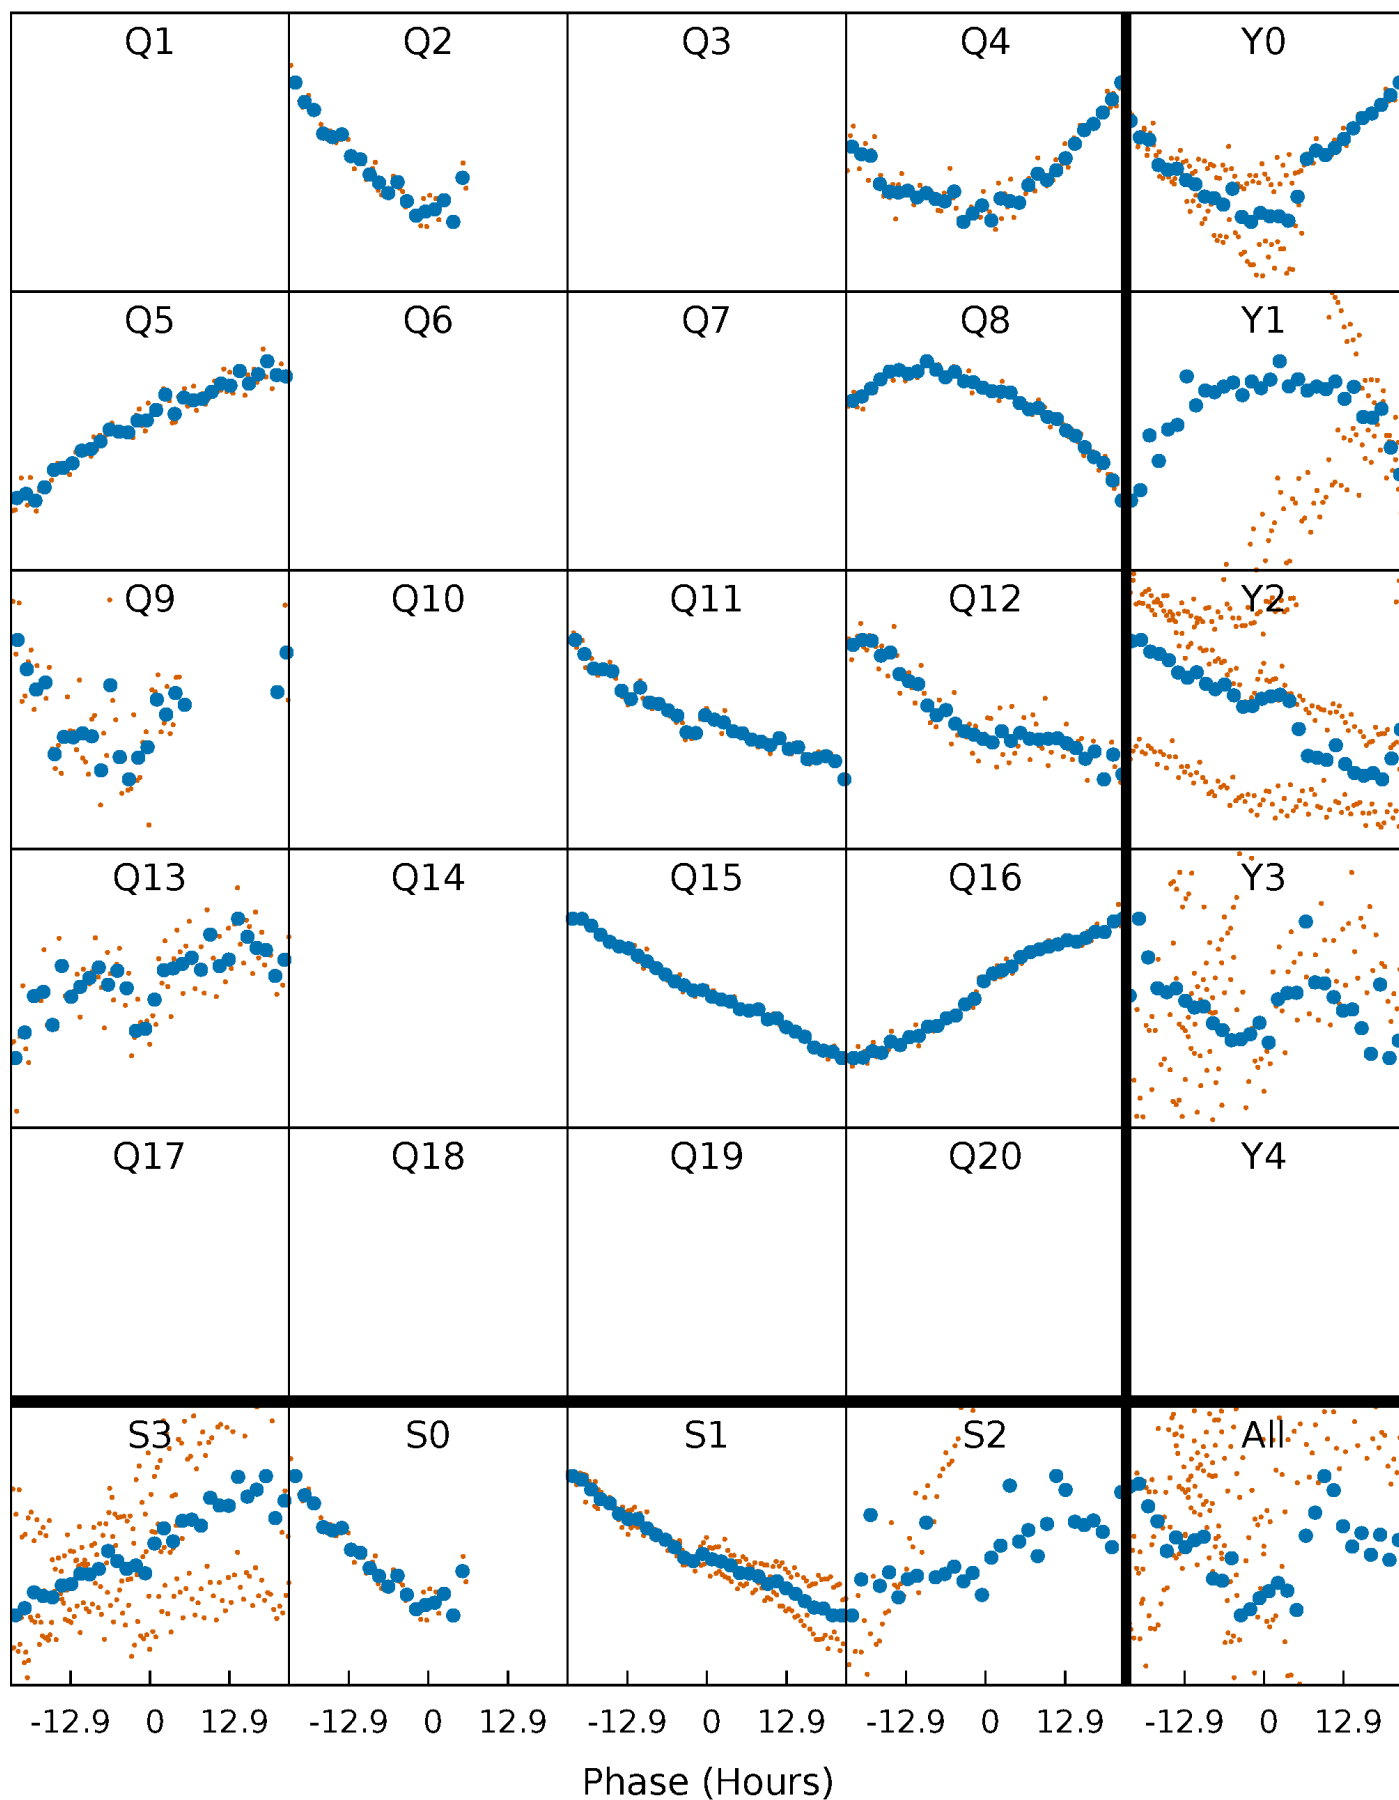 Q1 Q2 Q3 Q4 Y0
Q5 Q6 Q7 Q8 Y1
Q9 Q10 Q11 Q12 Y2
Q13 Q14 Q15 Q16 Y3
Q17 Q18 Q19 Q20 Y4
S3 S0 S1 S2 All
-12.9 0 12.9 -12.9 0 12.9 -12.9 0 12.9 -12.9 0 12.9 -12.9 0 12.9
Phase (Hours)